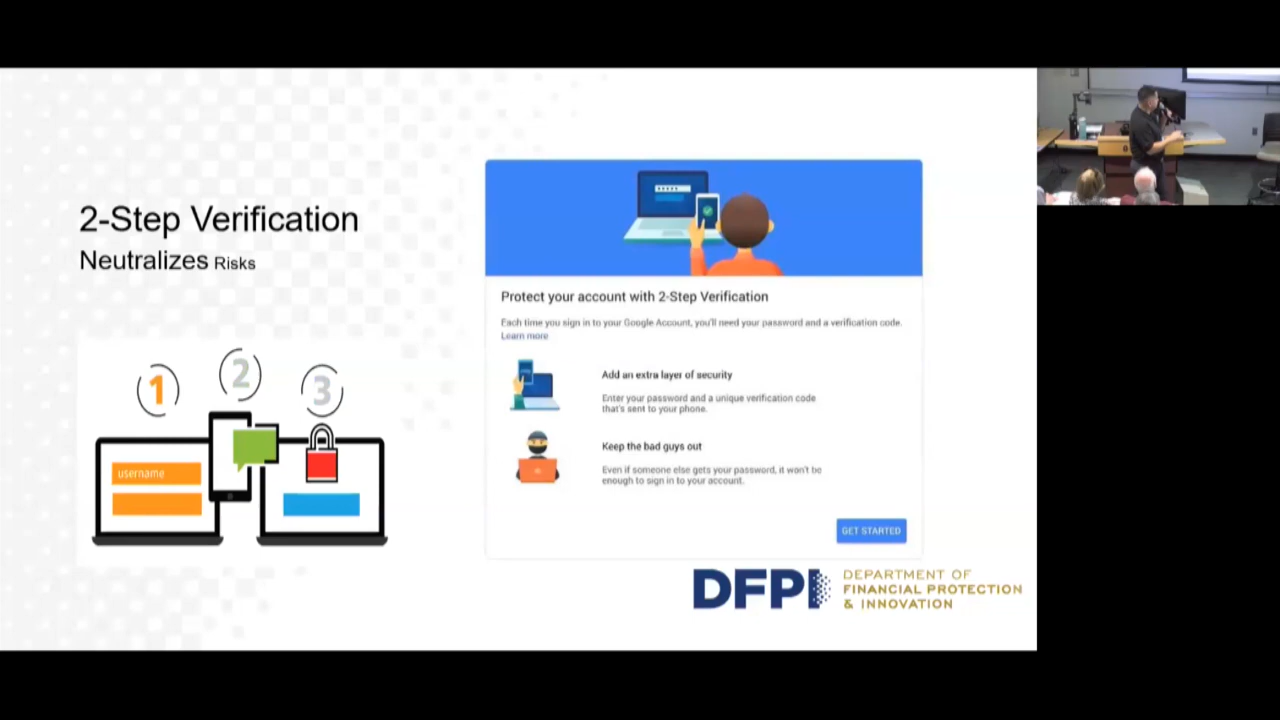 2-Step Verification
Neutralizes Risks
1
2
3
username
Protect your account with 2-Step Verification
Each time you sign in to your Google Account, you'll need your password and a verification code.
Learn more
Add an extra layer of security
Enter your password and a unique verification code
that's sent to your phone.
Keep the bad guys out
Even if someone else gets your password, it won't be
enough to sign in to your account.
GET STARTED
DFPI
DEPARTMENT OF
FINANCIAL PROTECTION
& INNOVATION